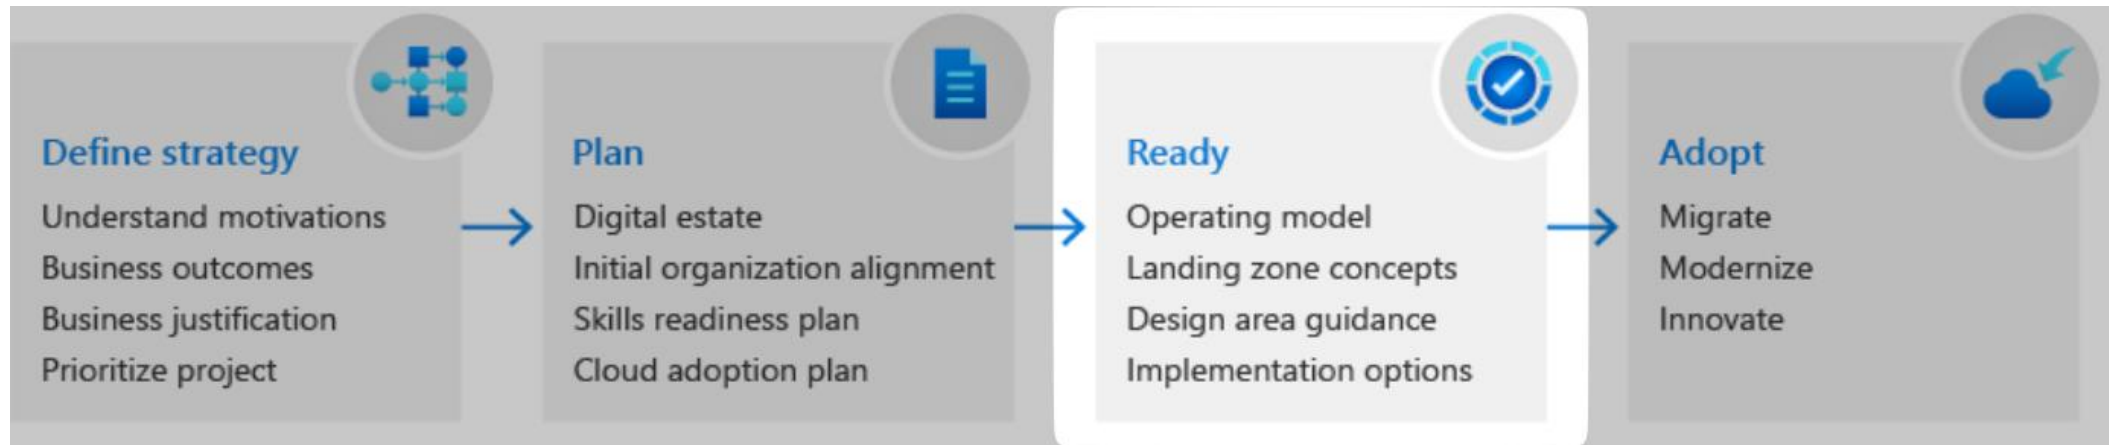 Define strategy
Understand motivations
Business outcomes
Business justification
Prioritize project
Plan
Digital estate
Initial organization alignment
Skills readiness plan
Cloud adoption plan
Ready
Operating model
Landing zone concepts
Design area guidance
Implementation options
Adopt
Migrate
Modernize
Innovate